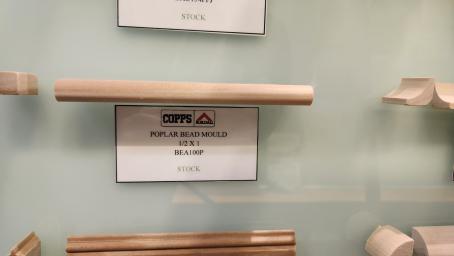 STOCK
COPPS
POPLAR BEAD MOULD
1/2 X 1
BEA100P
STOCK